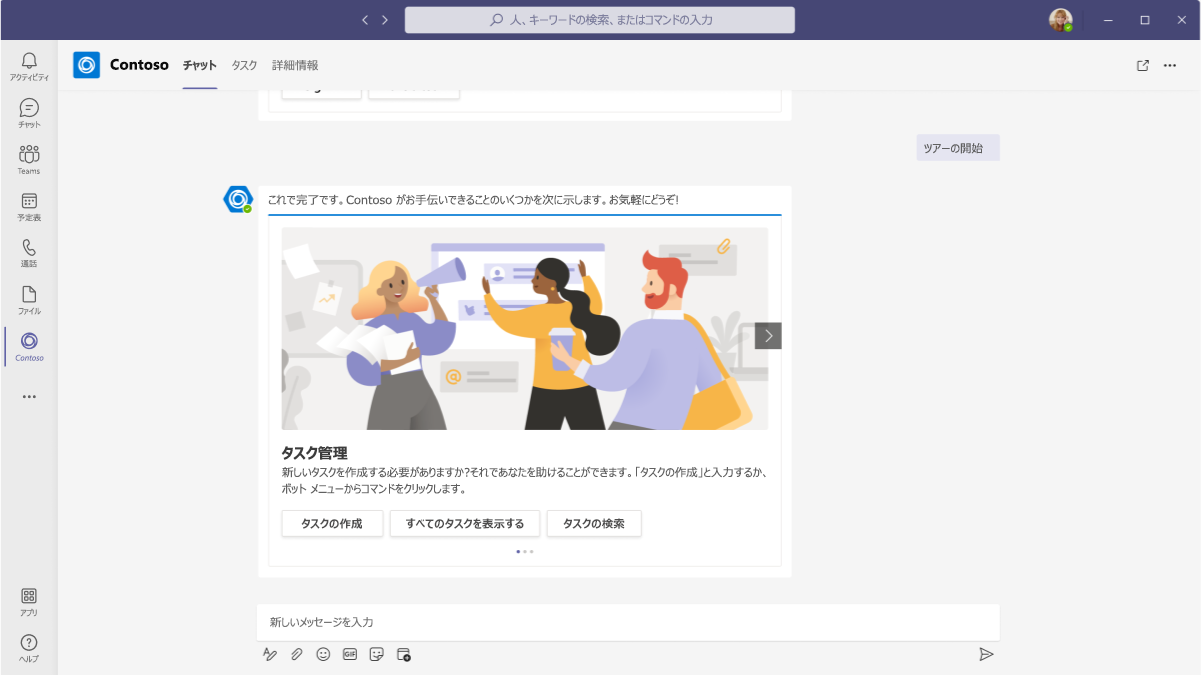 人、キーワードの検索、またはコマンドの入力
アクティビティ
チャット
Teams
予定表
通話
ファイル
Contoso
アプリ
ヘルプ
Contoso
チャット
タスク
詳細情報
ツアーの開始
これで完了です。Contoso がお手伝いできることのいくつかを次に示します。お気軽にどうぞ!
タスク管理
新しいタスクを作成する必要がありますか?それであなたを助けることができます。「タスクの作成」と入力するか、
ボット メニューからコマンドをクリックします。
タスクの作成
すべてのタスクを表示する
タスクの検索
新しいメッセージを入力
GIF